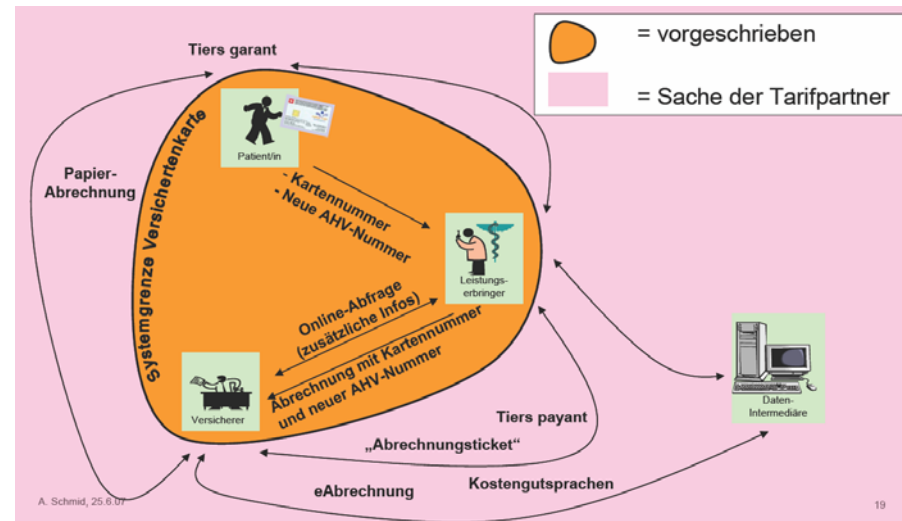 Tiers garant
= vorgeschrieben
= Sache der Tarifpartner
Systemgrenze Versichertenkarte
Patient/in
Papier-
Abrechnung
- Kartennummer
- Neue AHV-Nummer
Leistungs-
erbringer
Online-Abfrage
(zusätzliche Infos)
Abrechnung mit Kartennummer
und neuer AHV-Nummer
Versicherer
Daten-
Intermediäre
Tiers payant
„Abrechnungsticket“
Kostengutsprachen
eAbrechnung
A. Schmid, 25.6.07
19